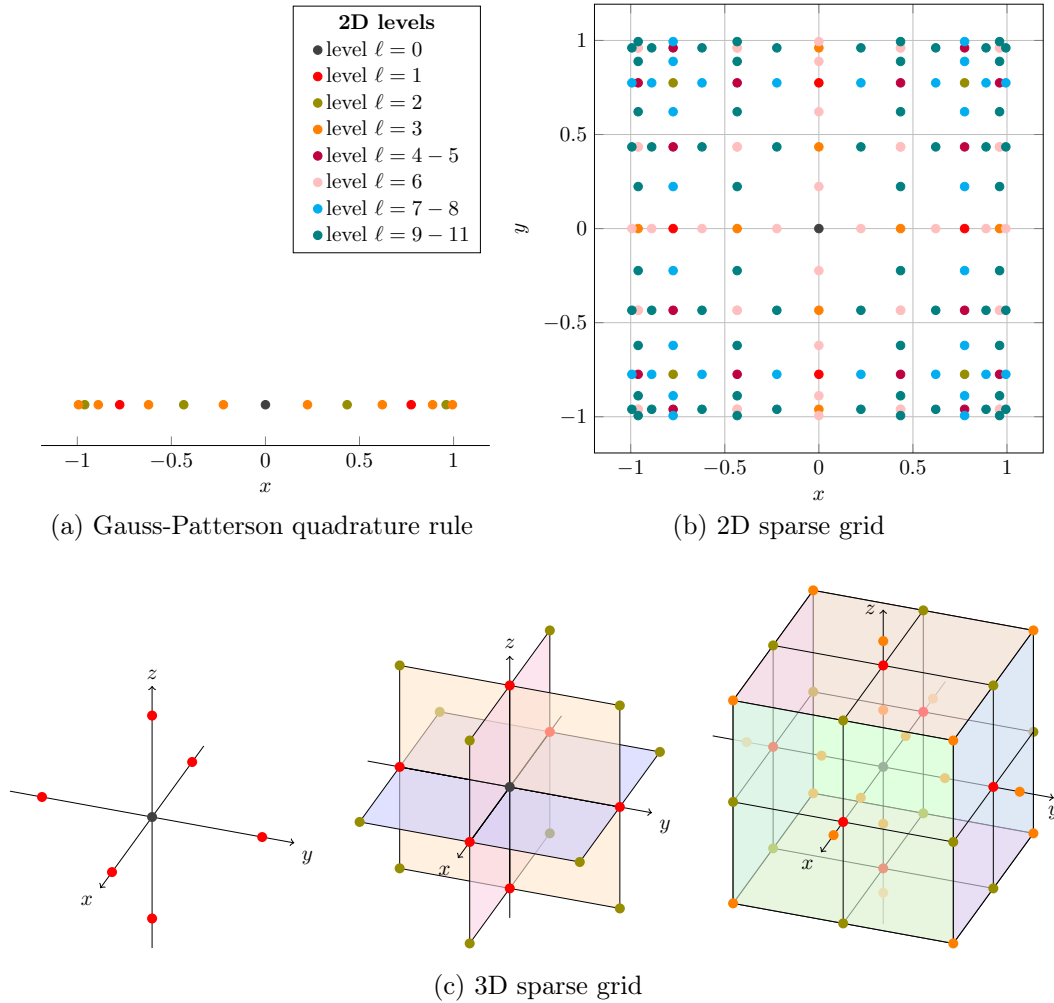 2D levels
level ℓ = 0
level ℓ = 1
level ℓ = 2
level ℓ = 3
level ℓ = 4 − 5
level ℓ = 6
level ℓ = 7 − 8
level ℓ = 9 − 11
−1 −0.5 0 0.5 1
x
(a) Gauss-Patterson quadrature rule
1
0.5
0
−0.5
−1
y
−1 −0.5 0 0.5 1
x
(b) 2D sparse grid
z
y
x
z
y
x
z
y
x
(c) 3D sparse grid